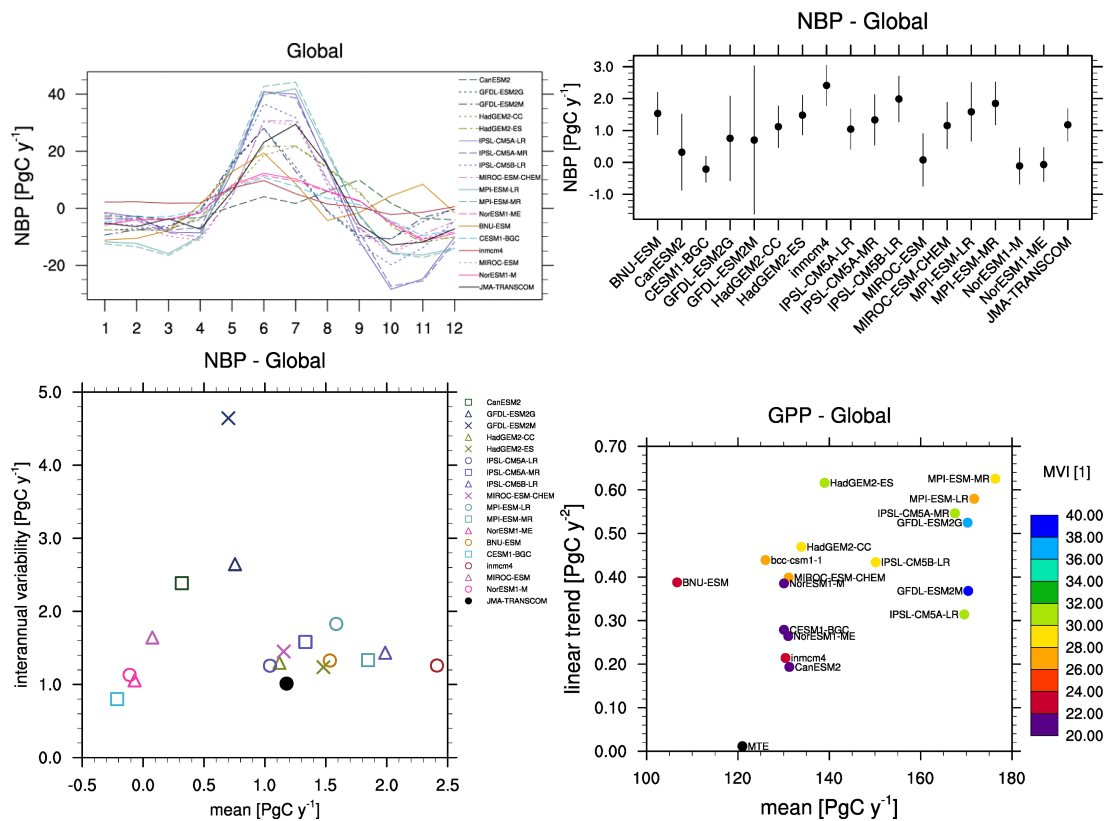 Global
NBP [PgC y-1]
40
20
0
-20
1 2 3 4 5 6 7 8 9 10 11 12
CanESM2
GFDL-ESM2G
GFDL-ESM2M
HadGEM2-CC
HadGEM2-ES
IPSL-CM5A-LR
IPSL-CM5A-MR
IPSL-CM5B-LR
MIROC-ESM-CHEM
MPI-ESM-LR
MPI-ESM-MR
NorESM1-ME
BNU-ESM
CESM1-BGC
inmcm4
MIROC-ESM
NorESM1-M
JMA-TRANSCOM
NBP - Global
NBP [PgC y-1]
3.0
2.0
1.0
0.0
-1.0
BNU-ESM
CanESM2
CESM1-BGC
GFDL-ESM2G
GFDL-ESM2M
HadGEM2-CC
HadGEM2-ES
inmcm4
IPSL-CM5A-LR
IPSL-CM5A-MR
IPSL-CM5B-LR
MIROC-ESM
MIROC-ESM-CHEM
MPI-ESM-LR
MPI-ESM-MR
NorESM1-M
NorESM1-ME
JMA-TRANSCOM
NBP - Global
interannual variability [PgC y-1]
5.0
4.0
3.0
2.0
1.0
0.0
-0.5 0.0 0.5 1.0 1.5 2.0 2.5
mean [PgC y-1]
CanESM2
GFDL-ESM2G
GFDL-ESM2M
HadGEM2-CC
HadGEM2-ES
IPSL-CM5A-LR
IPSL-CM5A-MR
IPSL-CM5B-LR
MIROC-ESM-CHEM
MPI-ESM-LR
MPI-ESM-MR
NorESM1-ME
BNU-ESM
CESM1-BGC
inmcm4
MIROC-ESM
NorESM1-M
JMA-TRANSCOM
GPP - Global
linear trend [PgC y-2]
0.70
0.60
0.50
0.40
0.30
0.20
0.10
0.00
100 120 140 160 180
mean [PgC y-1]
MPI-ESM-MR
HadGEM2-ES
MPI-ESM-LR
IPSL-CM5A-MR
GFDL-ESM2G
HadGEM2-CC
bcc-csm1-1
IPSL-CM5B-LR
MIROC-ESM-CHEM
BNU-ESM
NorESM1-M
GFDL-ESM2M
IPSL-CM5A-LR
CESM1-BGC
NorESM1-ME
inmcm4
CanESM2
MTE
MVI [1]
40.00
38.00
36.00
34.00
32.00
30.00
28.00
26.00
24.00
22.00
20.00